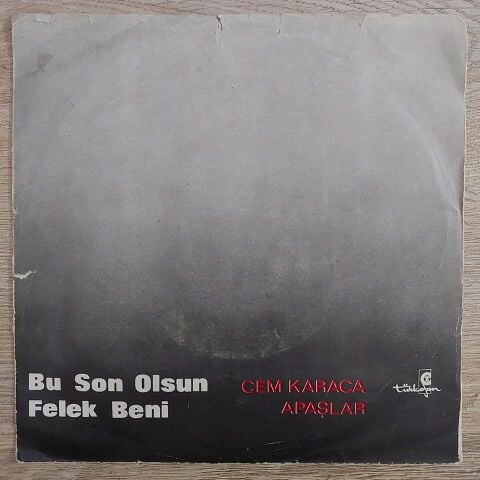 Bu Son Olsun
Felek Beni
CEM KARACA
APAŞLAR
türkofon